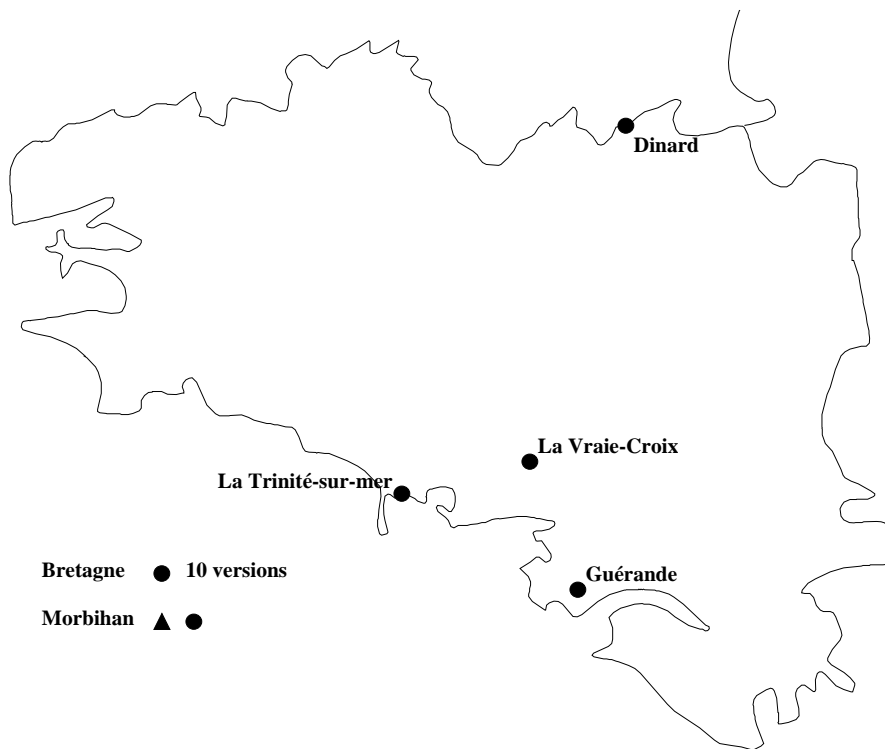 Dinard
La Vraie-Croix
La Trinité-sur-mer
Guérande
Bretagne 10 versions
Morbihan